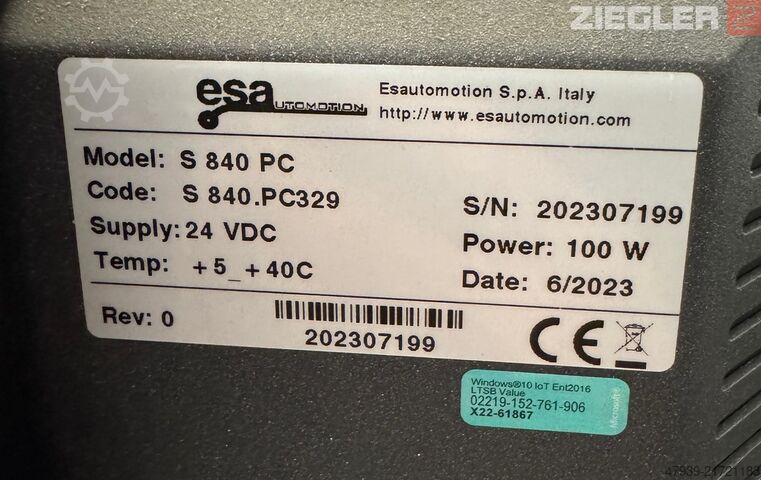 ZIEGLER
esa
AUTOMOTION
Esautomotion S.p.A. Italy
http://www.esautomotion.com
Model: S 840 PC
Code: S 840.PC329
Supply: 24 VDC
Temp: +5_+40C
S/N: 202307199
Power: 100 W
Date: 6/2023
Rev: 0
202307199
CE
Windows®10 IoT Ent2016
LTSB Value
02219-152-761-906
X22-61867
Microsoft®
47939-21721183